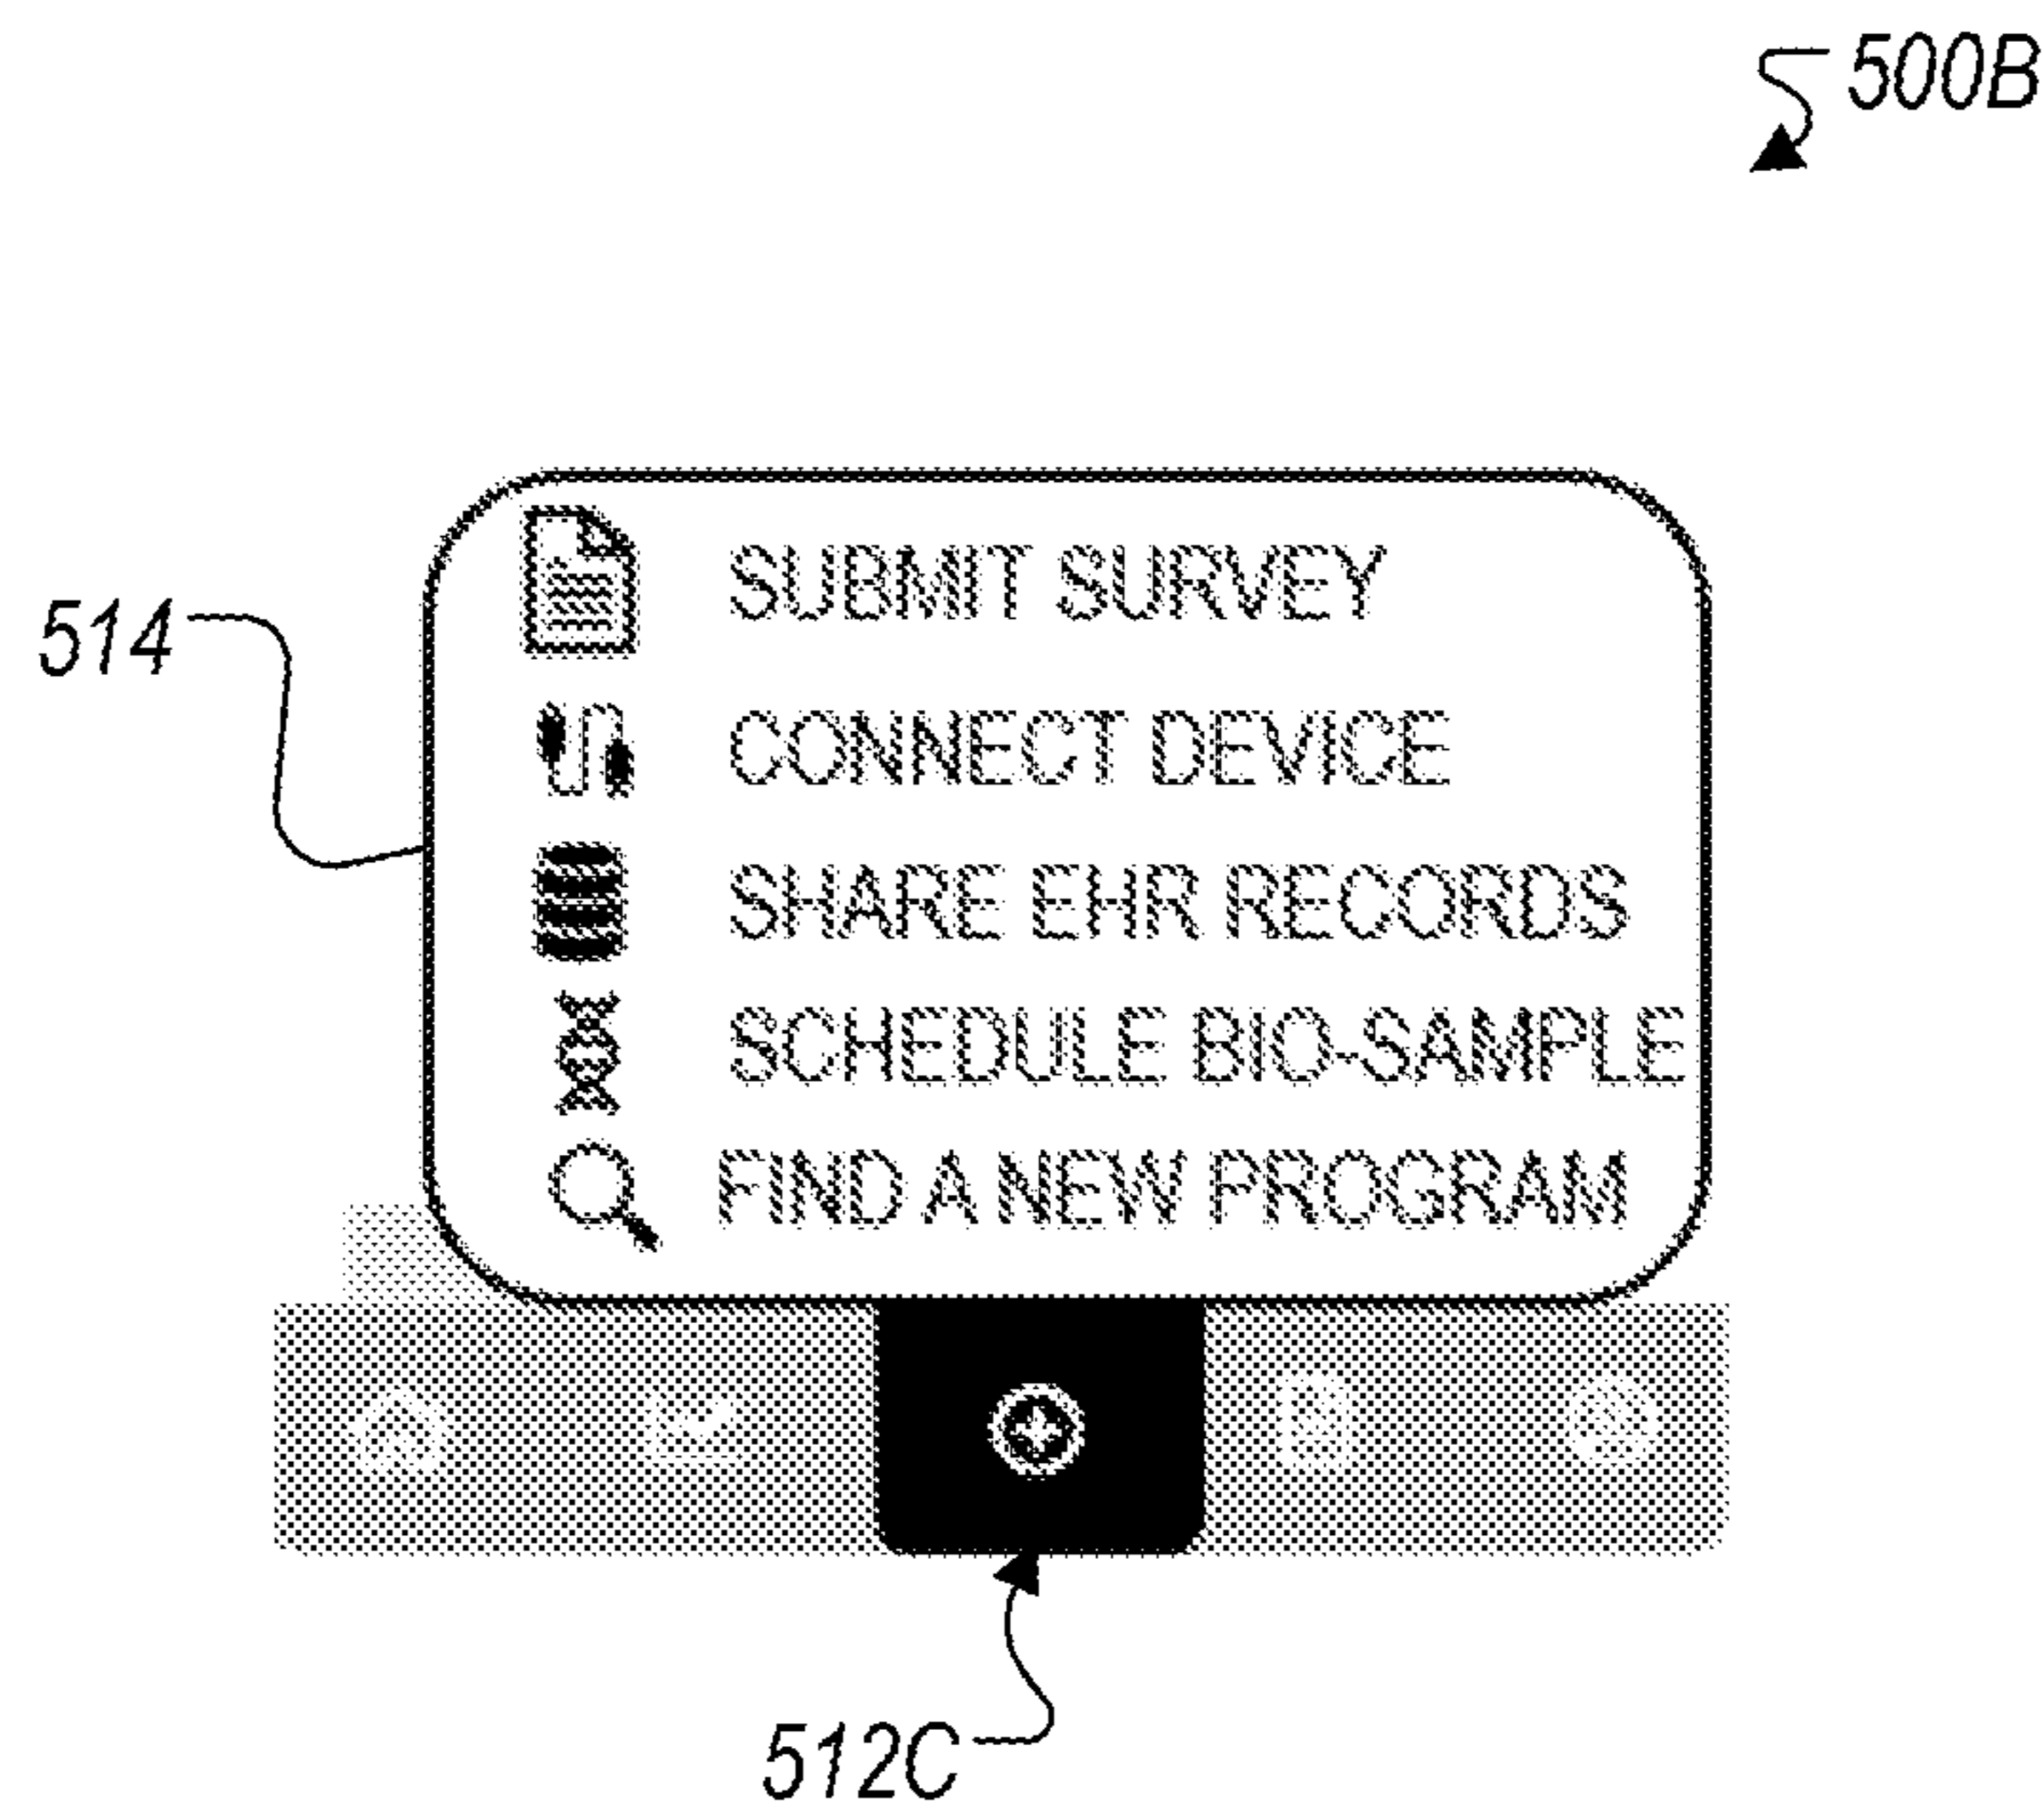 500B
SUBMIT SURVEY
514
CONNECT DEVICE
SHARE EHR RECORDS
SCHEDULE BIO-SAMPLE
FIND A NEW PROGRAM
512C